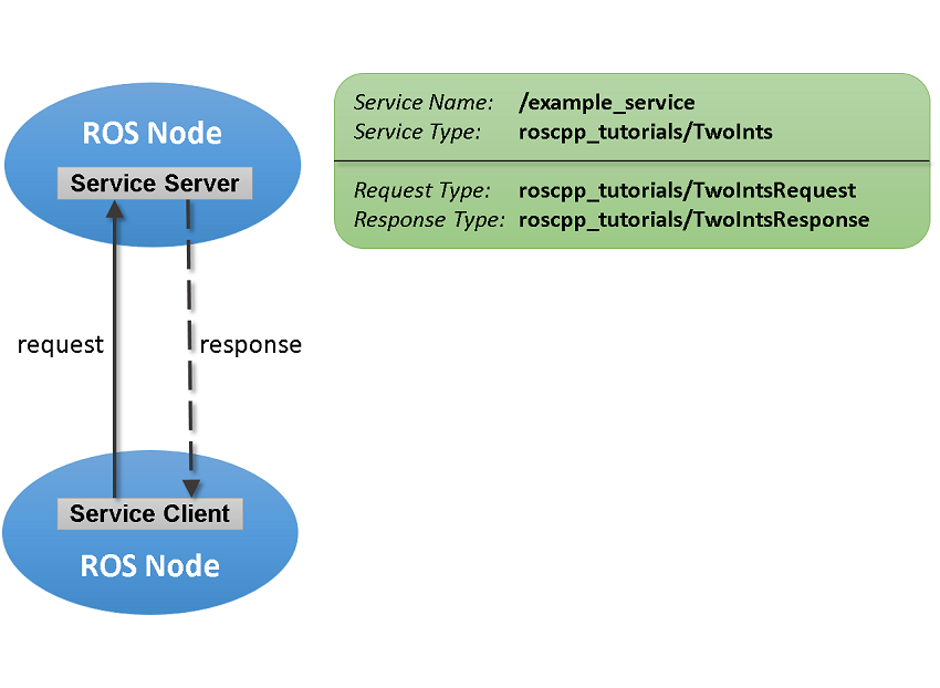 ROS Node
Service Server
Service Name: /example_service
Service Type: roscpp_tutorials/TwoInts
Request Type: roscpp_tutorials/TwoIntsRequest
Response Type: roscpp_tutorials/TwoIntsResponse
request
response
Service Client
ROS Node